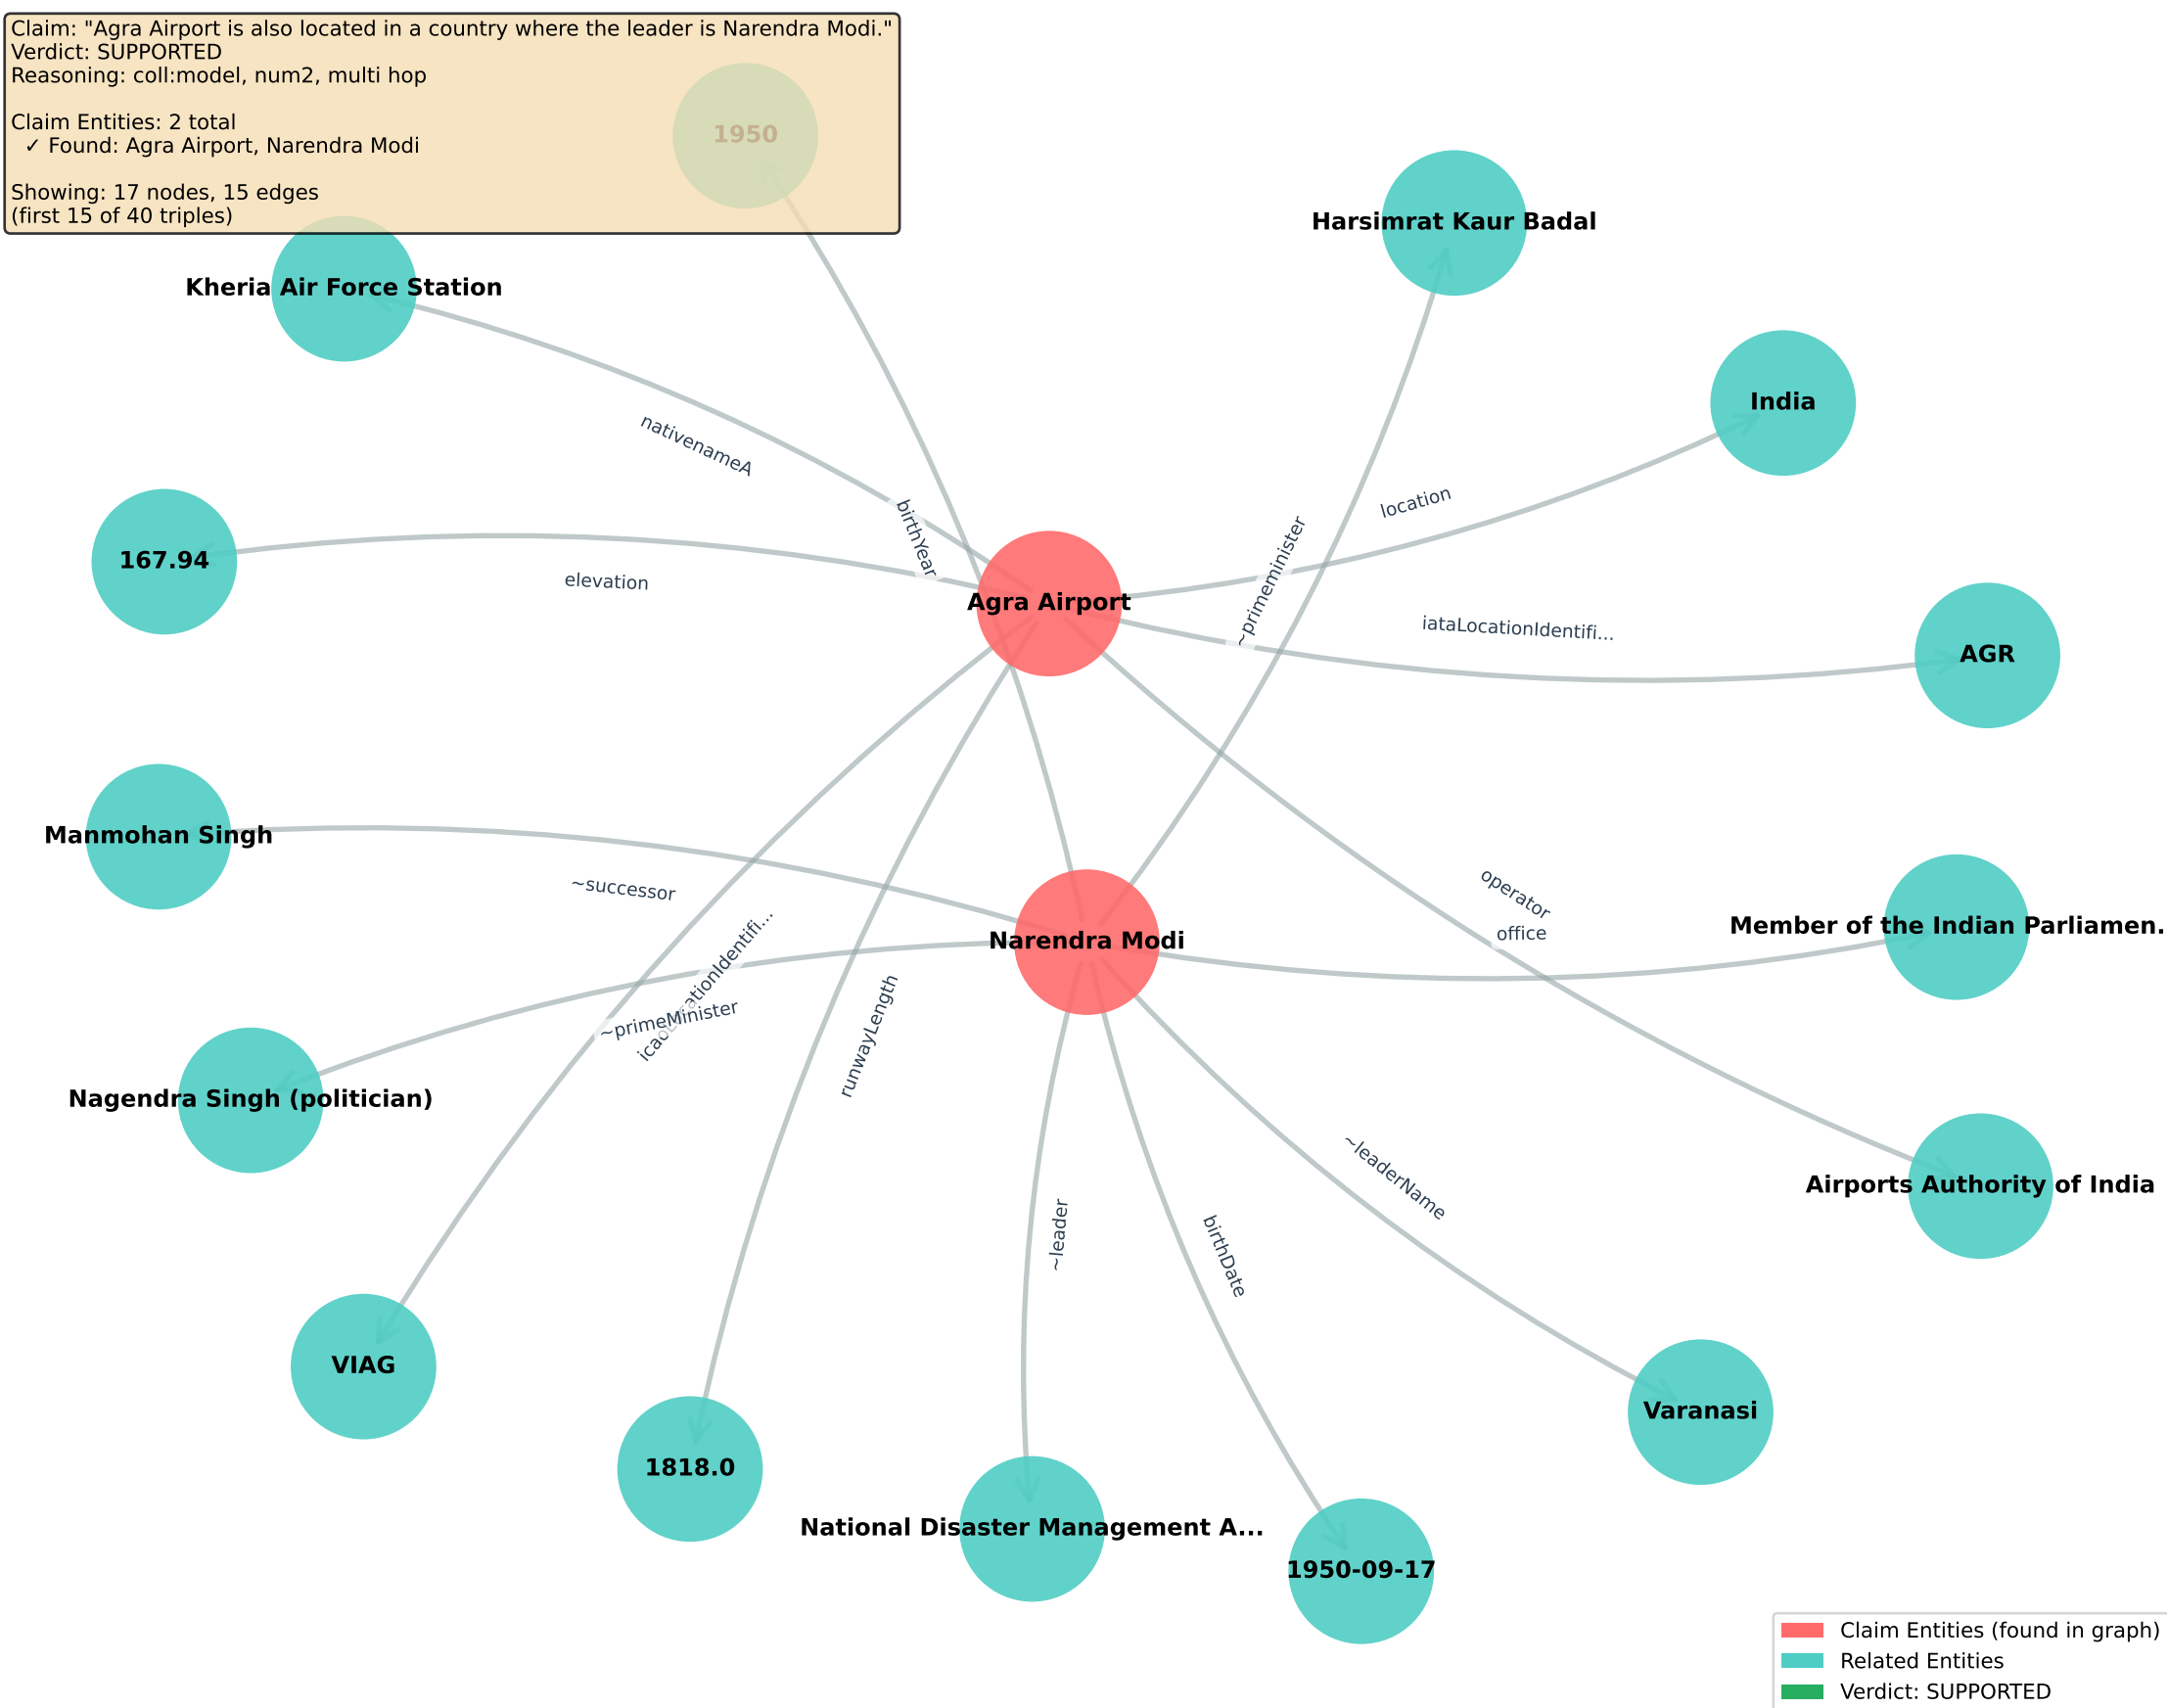 Claim: "Agra Airport is also located in a country where the leader is Narendra Modi."
Verdict: SUPPORTED
Reasoning: coll:model, num2, multi hop
Claim Entities: 2 total
✓ Found: Agra Airport, Narendra Modi
Showing: 17 nodes, 15 edges
(first 15 of 40 triples)
1950
Harsimrat Kaur Badal
Kheria Air Force Station
India
nativenameA
location
birthYear
~primeminister
167.94
elevation
Agra Airport
iataLocationIdentifi...
AGR
Manmohan Singh
~successor
operator
office
Member of the Indian Parliamen.
Narendra Modi
icaoLocationIdentifi...
~primeMinister
runwayLength
Nagendra Singh (politician)
~leaderName
Airports Authority of India
~leader
birthDate
VIAG
Varanasi
1818.0
National Disaster Management A...
1950-09-17
Claim Entities (found in graph)
Related Entities
Verdict: SUPPORTED